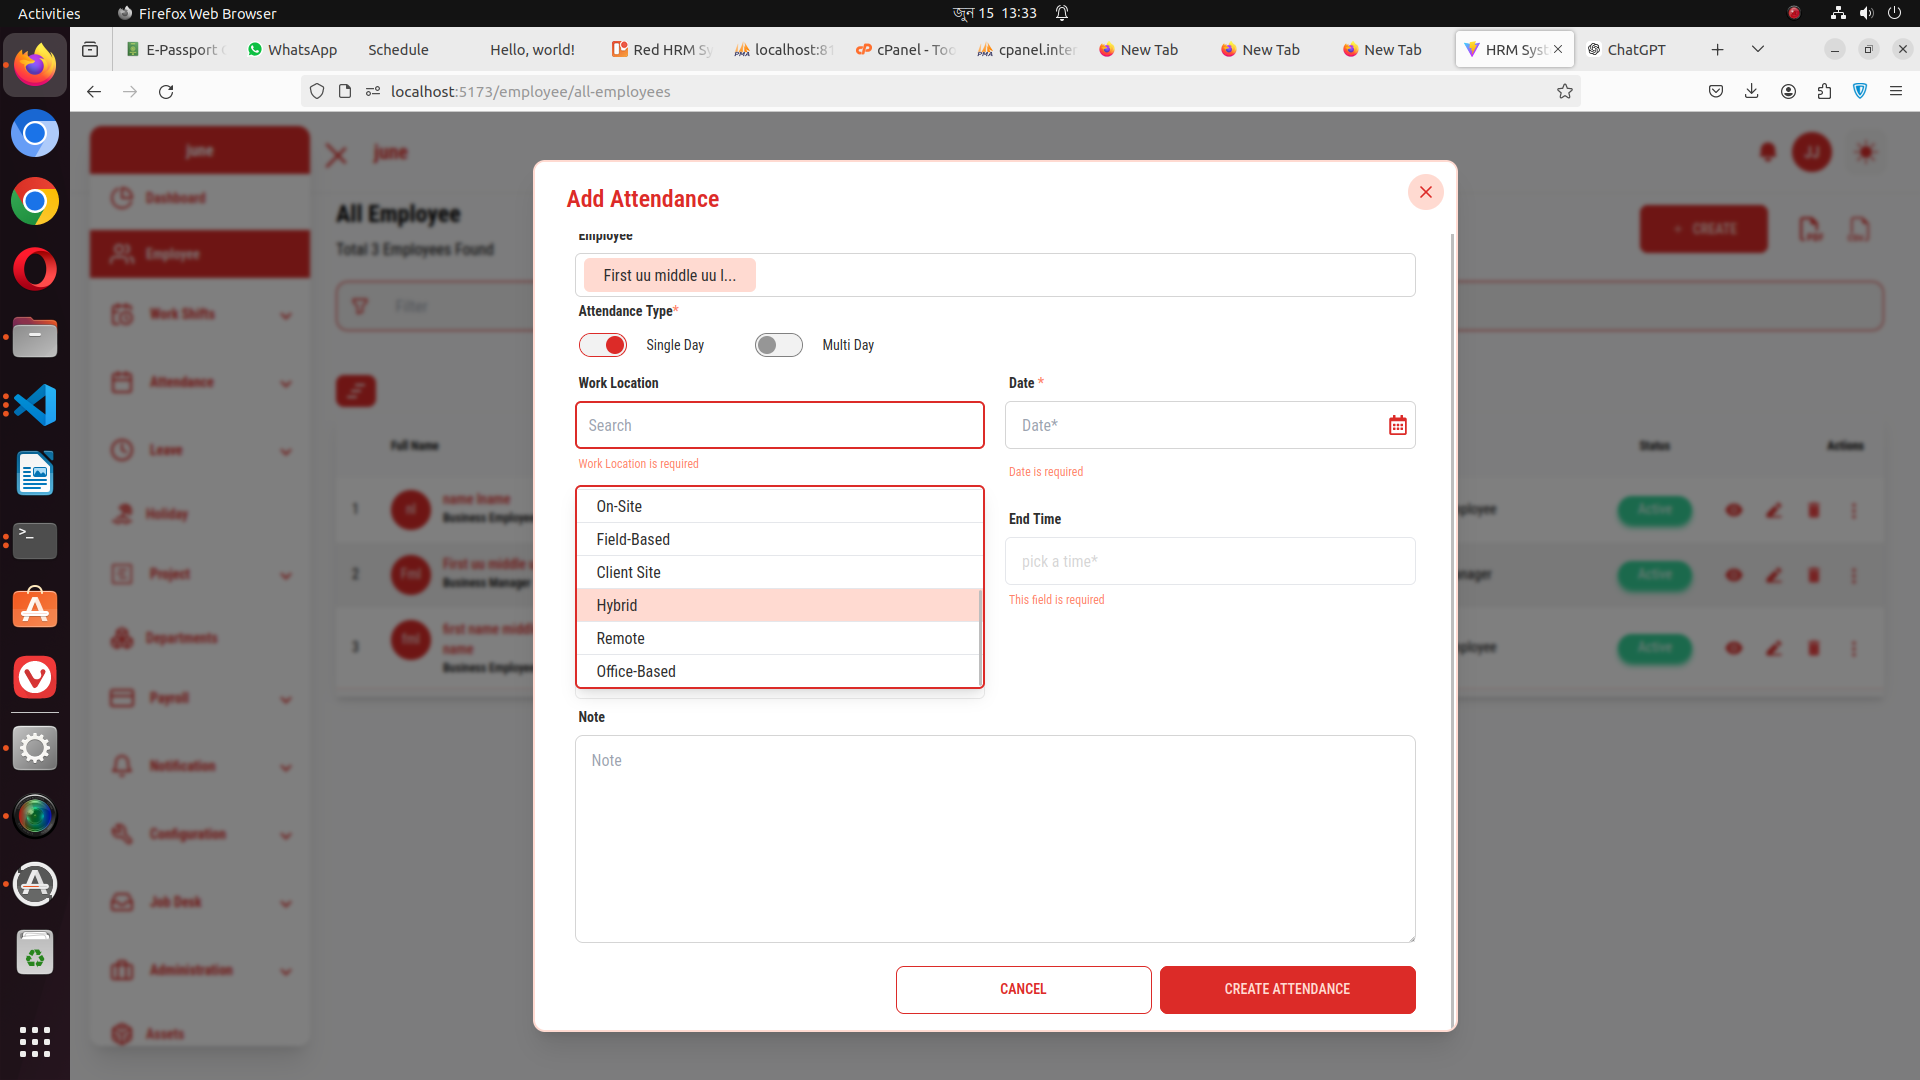 Activities
Firefox Web Browser
জুন 15 13:33
E-Passport
WhatsApp
Schedule
Hello, world!
Red HRM Sy
localhost:81
cPanel - Too
cpanel.inter
New Tab
New Tab
New Tab
HRM Syst
ChatGPT
localhost:5173/employee/all-employees
june
june
JJ
Dashboard
Employee
Work Shifts
Attendance
Leave
Holiday
Project
Departments
Payroll
Notification
Configuration
Job Desk
Administration
Assets
All Employee
Total 3 Employees Found
+ CREATE
Filter
Full Name
Status
Actions
1
name lname
Business Employee
Active
2
First uu middle u
Business Manager
Active
3
first name midd
name
Business Employee
Active
Add Attendance
Employee
First uu middle uu l...
Attendance Type*
Single Day
Multi Day
Work Location
Date *
Search
Date*
Work Location is required
Date is required
On-Site
Field-Based
Client Site
Hybrid
Remote
Office-Based
End Time
pick a time*
This field is required
Note
Note
CANCEL
CREATE ATTENDANCE